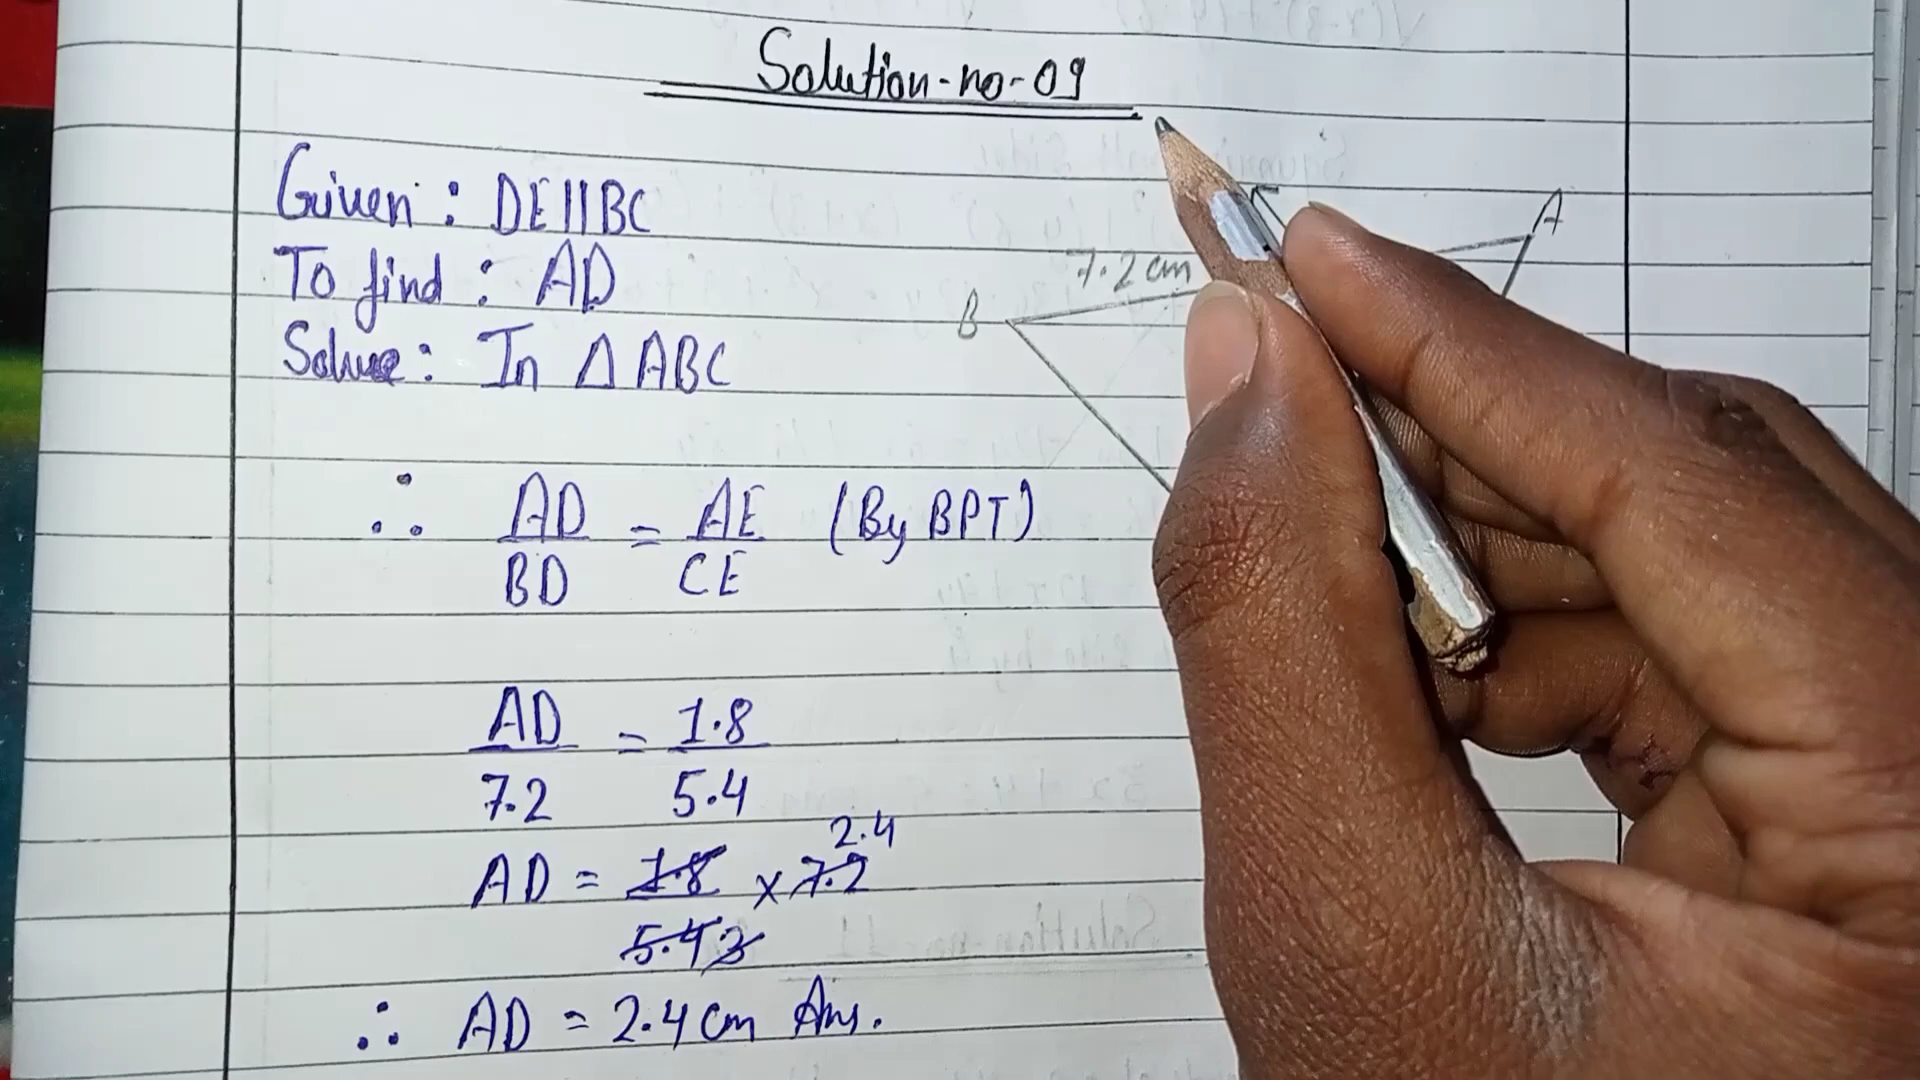 Solution-no-09
Given : DE||BC
To find : AD
Solve : In Δ ABC
A
7.2 cm
B
∴ AD/BD = AE/CE (By BPT)
AD/7.2 = 1.8/5.4
2.4
AD = 1.8/5.4 3 × 7.2
∴ AD = 2.4 cm Ans.